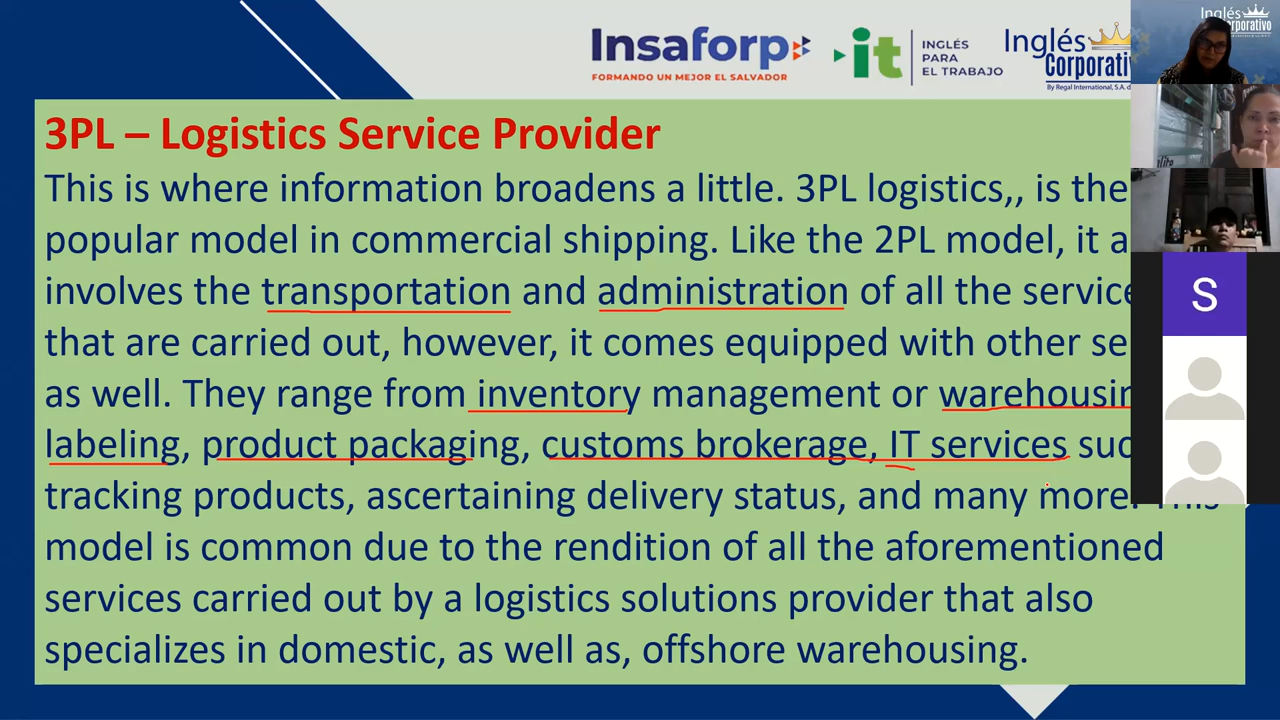 Insaforp
FORMANDO UN MEJOR EL SALVADOR
it
INGLÉS
PARA
EL TRABAJO
Inglés
Corporativ
By Regal International, S.A. d
Inglés
3PL – Logistics Service Provider
This is where information broadens a little. 3PL logistics,, is the
popular model in commercial shipping. Like the 2PL model, it a
involves the transportation and administration of all the service
that are carried out, however, it comes equipped with other se
as well. They range from inventory management or warehousin
labeling, product packaging, customs brokerage, IT services suc
tracking products, ascertaining delivery status, and many more. This
model is common due to the rendition of all the aforementioned
services carried out by a logistics solutions provider that also
specializes in domestic, as well as, offshore warehousing.
S